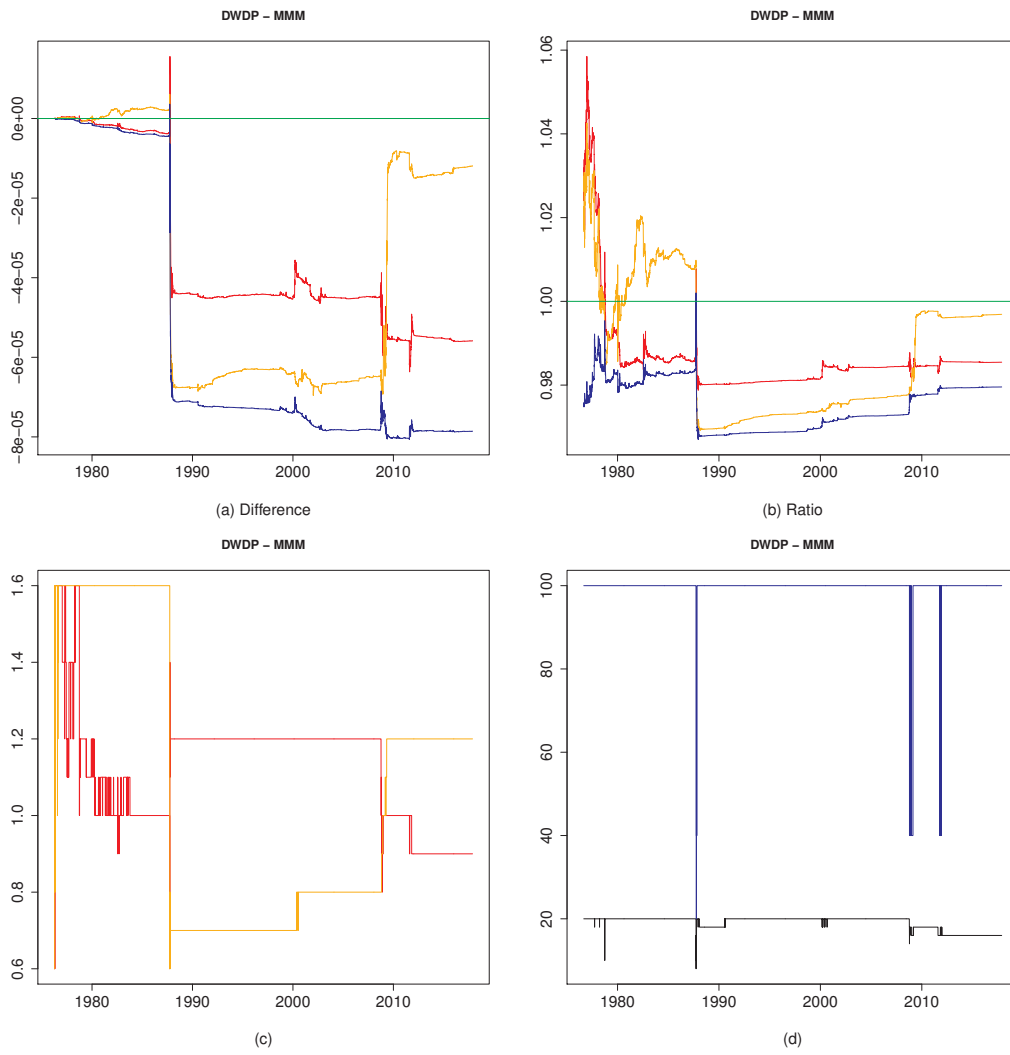 DWDP – MMM
0e+00
−2e−05
−4e−05
−6e−05
−8e−05
1980 1990 2000 2010
(a) Difference
DWDP – MMM
1.06
1.04
1.02
1.00
0.98
1980 1990 2000 2010
(b) Ratio
DWDP – MMM
1.6
1.4
1.2
1.0
0.8
0.6
1980 1990 2000 2010
(c)
DWDP – MMM
100
80
60
40
20
1980 1990 2000 2010
(d)